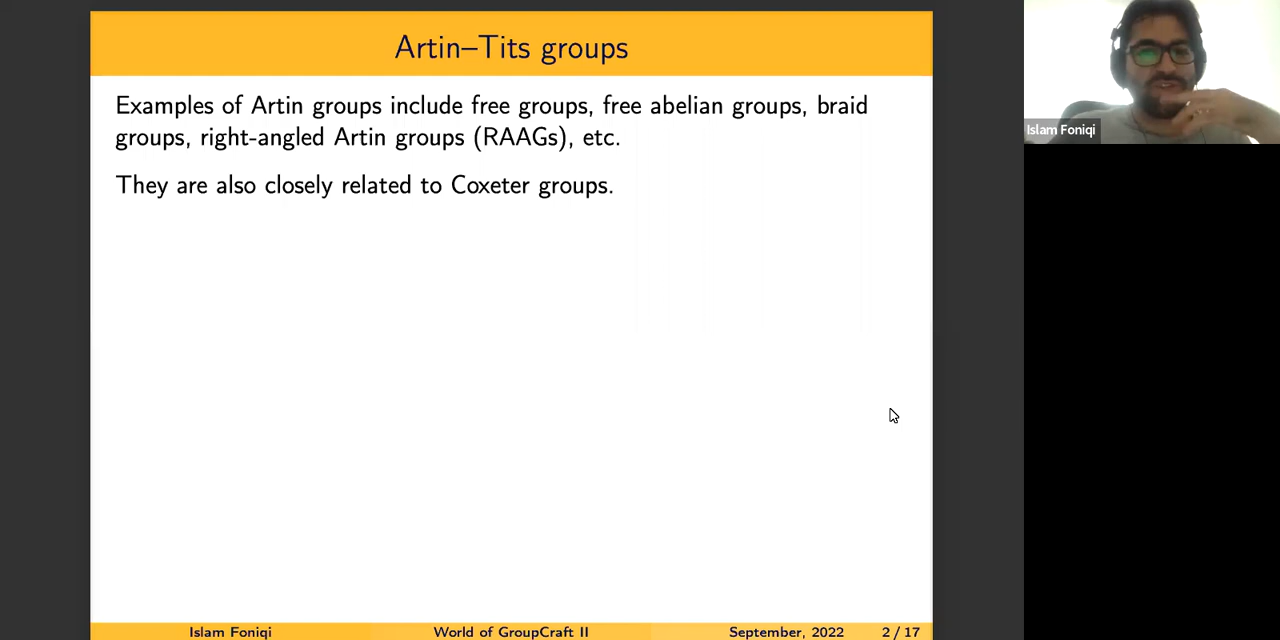 Artin–Tits groups
Examples of Artin groups include free groups, free abelian groups, braid
groups, right-angled Artin groups (RAAGs), etc.
They are also closely related to Coxeter groups.
Islam Foniqi
Islam Foniqi World of GroupCraft II September, 2022 2 / 17